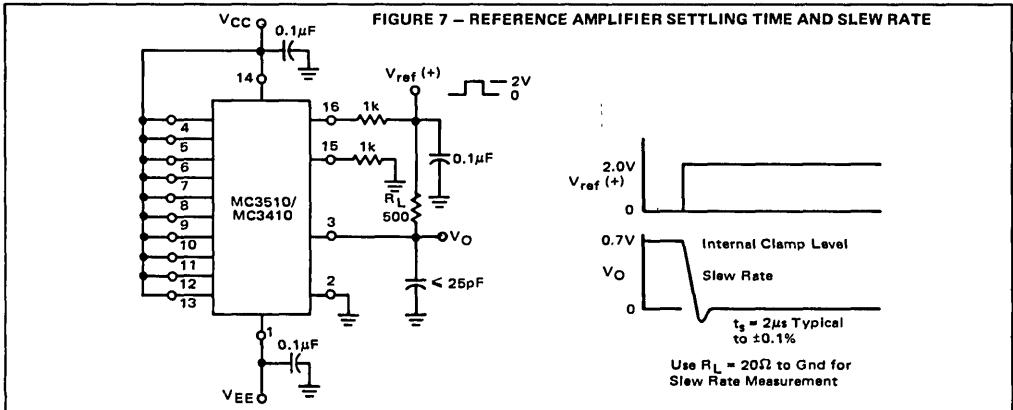 FIGURE 7 – REFERENCE AMPLIFIER SETTLING TIME AND SLEW RATE
VCC
0.1µF
14
Vref (+)
2V
0
16
1k
15
1k
0.1µF
RL
500
3
VO
≤ 25pF
2
4
5
6
7
8
9
10
11
12
13
MC3510/
MC3410
1
0.1µF
VEE
2.0V
Vref (+)
0
0.7V
Internal Clamp Level
VO
Slew Rate
0
ts = 2µs Typical
to ±0.1%
Use RL = 20Ω to Gnd for
Slew Rate Measurement